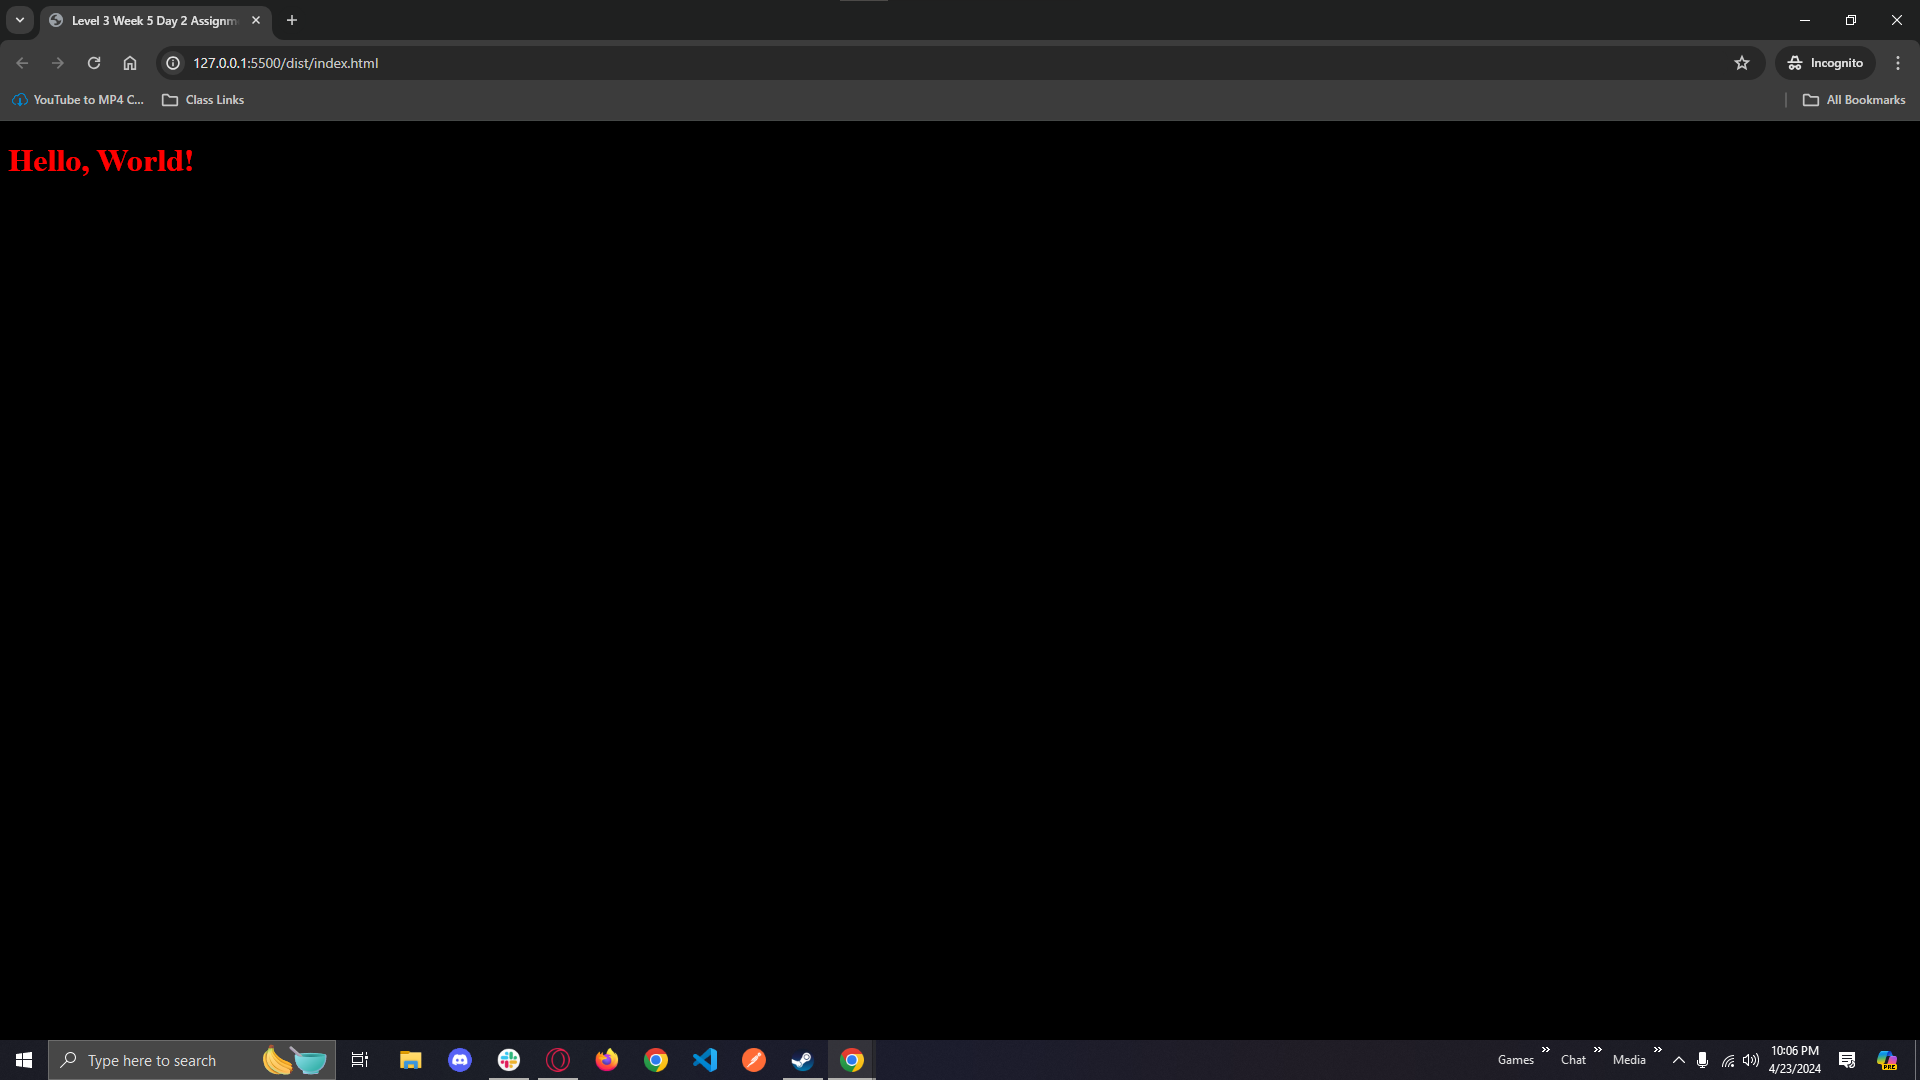 Level 3 Week 5 Day 2 Assignm
127.0.0.1:5500/dist/index.html
Incognito
YouTube to MP4 C...
Class Links
All Bookmarks
Hello, World!
Type here to search
Games
Chat
Media
10:06 PM
4/23/2024
PRE